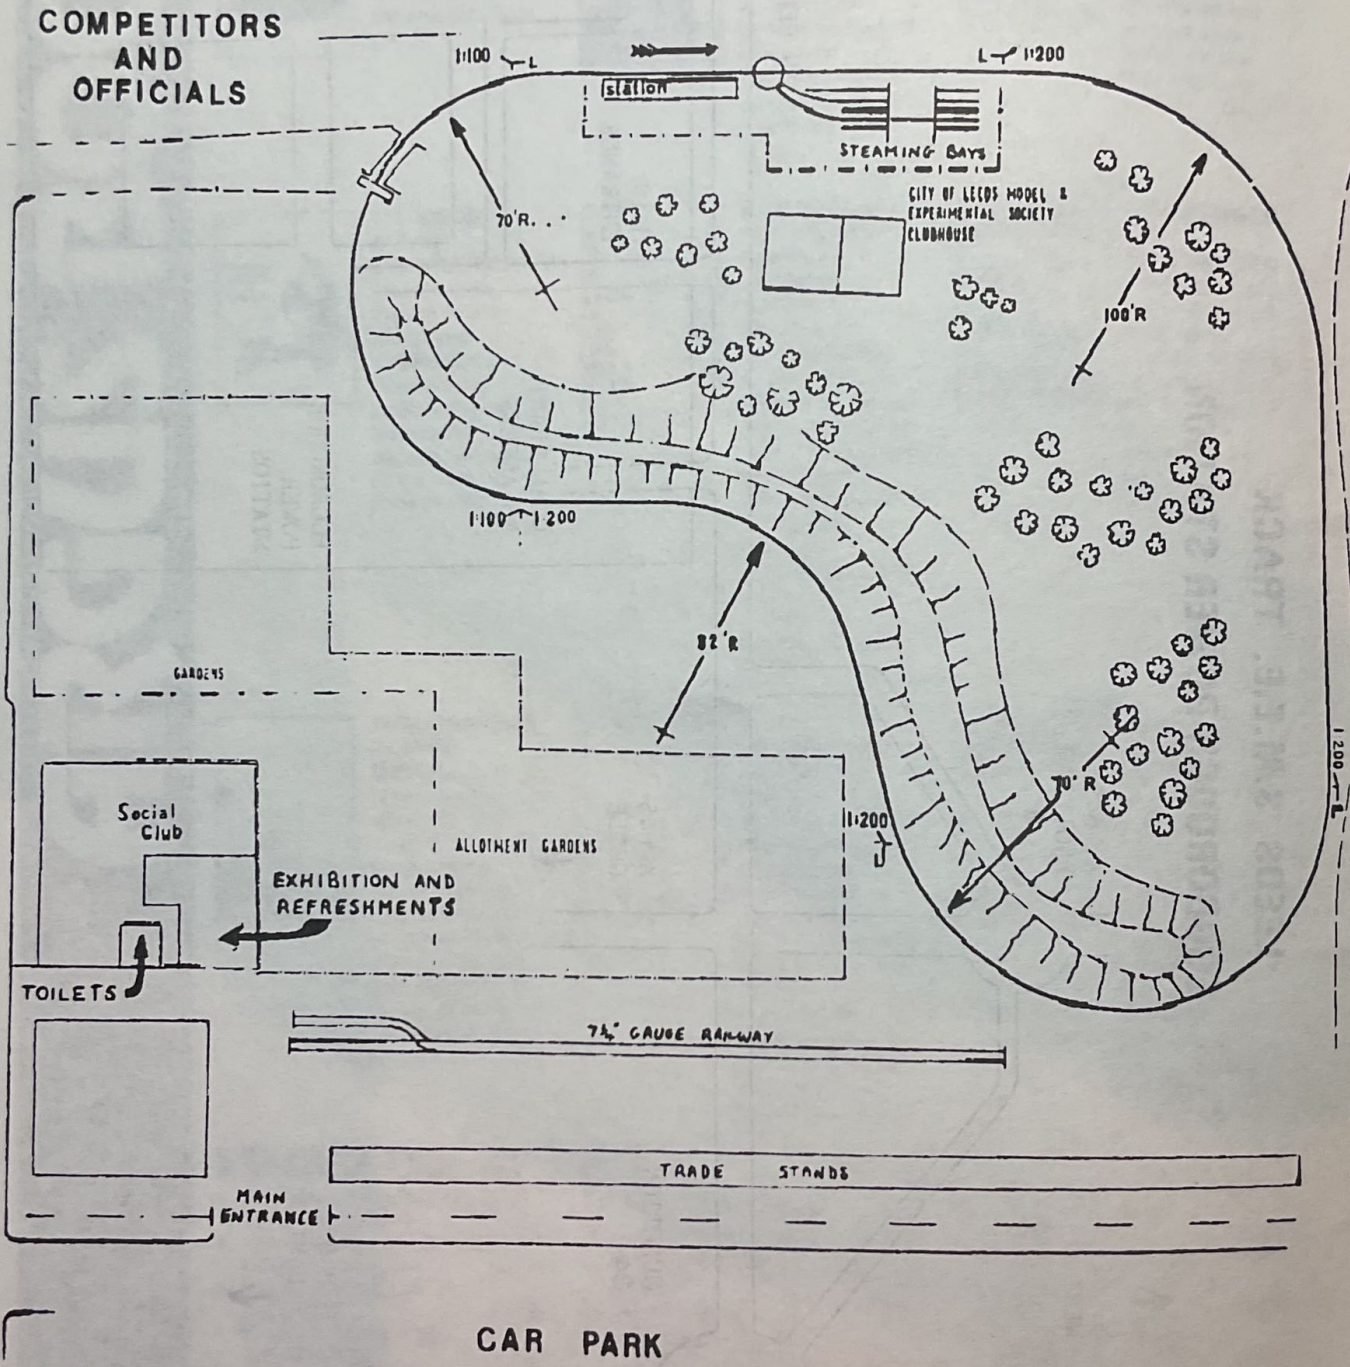 COMPETITORS
AND
OFFICIALS
1:100 L
L 1:200
station
STEAMING BAYS
CITY OF LEEDS MODEL &
EXPERIMENTAL SOCIETY
CLUBHOUSE
70'R.
100'R
1:100 1:200
82'R
GARDENS
1:200 L
70'R
Social
Club
1:200
L
ALLOTMENT GARDENS
EXHIBITION AND
REFRESHMENTS
TOILETS
7¼" GAUGE RAILWAY
TRADE STANDS
MAIN
ENTRANCE
CAR PARK